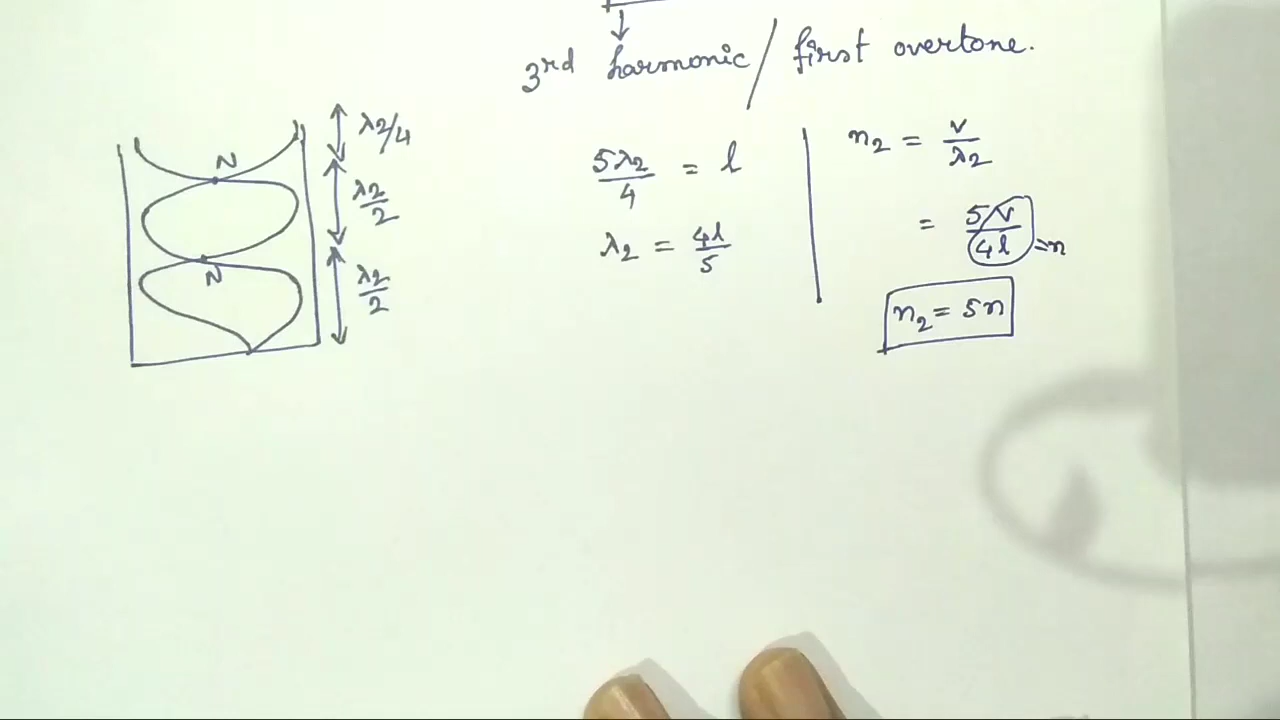 3rd harmonic / first overtone.
λ2/4
N
λ2/2
N
λ2/2
5λ2/4 = l
λ2 = 4l/5
n2 = v/λ2
= 5v/4l =n
n2 = 5n